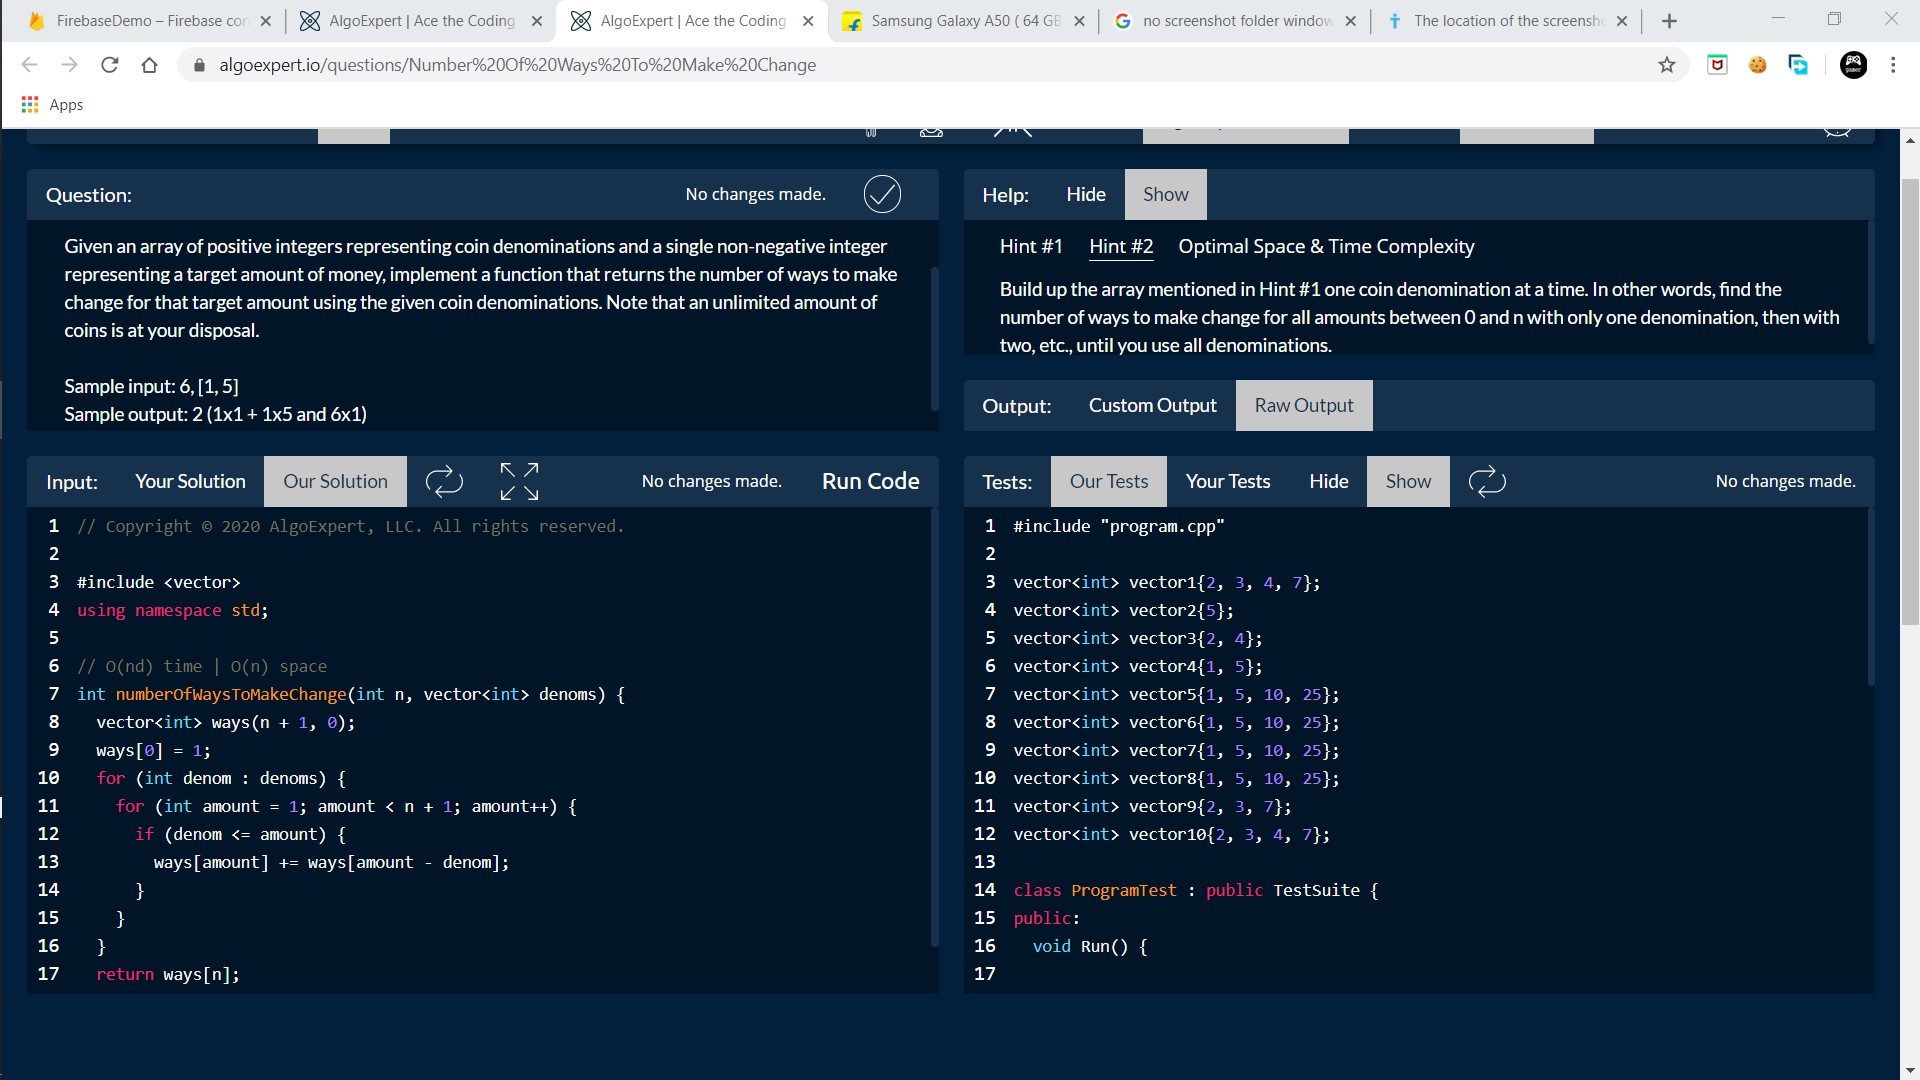 FirebaseDemo – Firebase con
AlgoExpert | Ace the Coding
AlgoExpert | Ace the Coding
Samsung Galaxy A50 ( 64 GB
no screenshot folder window
The location of the screensh
algoexpert.io/questions/Number%20Of%20Ways%20To%20Make%20Change
Apps
Question:
No changes made.
Given an array of positive integers representing coin denominations and a single non-negative integer
representing a target amount of money, implement a function that returns the number of ways to make
change for that target amount using the given coin denominations. Note that an unlimited amount of
coins is at your disposal.
Sample input: 6, [1, 5]
Sample output: 2 (1x1 + 1x5 and 6x1)
Help: Hide Show
Hint #1 Hint #2 Optimal Space & Time Complexity
Build up the array mentioned in Hint #1 one coin denomination at a time. In other words, find the
number of ways to make change for all amounts between 0 and n with only one denomination, then with
two, etc., until you use all denominations.
Output: Custom Output Raw Output
Input: Your Solution Our Solution No changes made. Run Code
1 // Copyright © 2020 AlgoExpert, LLC. All rights reserved.
2
3 #include <vector>
4 using namespace std;
5
6 // O(nd) time | O(n) space
7 int numberOfWaysToMakeChange(int n, vector<int> denoms) {
8 vector<int> ways(n + 1, 0);
9 ways[0] = 1;
10 for (int denom : denoms) {
11 for (int amount = 1; amount < n + 1; amount++) {
12 if (denom <= amount) {
13 ways[amount] += ways[amount - denom];
14 }
15 }
16 }
17 return ways[n];
Tests: Our Tests Your Tests Hide Show No changes made.
1 #include "program.cpp"
2
3 vector<int> vector1{2, 3, 4, 7};
4 vector<int> vector2{5};
5 vector<int> vector3{2, 4};
6 vector<int> vector4{1, 5};
7 vector<int> vector5{1, 5, 10, 25};
8 vector<int> vector6{1, 5, 10, 25};
9 vector<int> vector7{1, 5, 10, 25};
10 vector<int> vector8{1, 5, 10, 25};
11 vector<int> vector9{2, 3, 7};
12 vector<int> vector10{2, 3, 4, 7};
13
14 class ProgramTest : public TestSuite {
15 public:
16 void Run() {
17